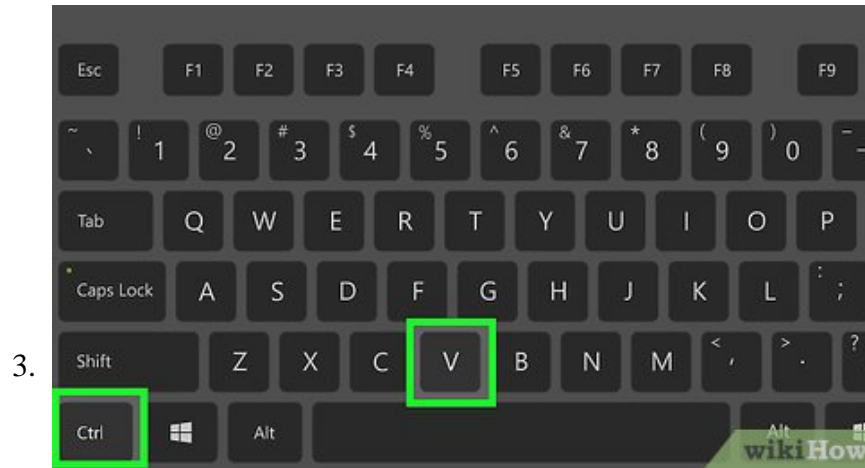 Esc F1 F2 F3 F4 F5 F6 F7 F8 F9
~ ` ! 1 @ 2 # 3 $ 4 % 5 ^ 6 & 7 * 8 ( 9 ) 0 _ -
Tab Q W E R T Y U I O P
Caps Lock A S D F G H J K L : ;
3. Shift Z X C V B N M < , > . ?
Ctrl Alt Alt
wikiHow